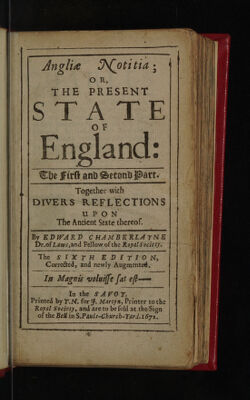 Angliæ Notitia;
OR,
THE PRESENT
STATE
OF
England:
The First and Second Part.
Together with
DIVERS REFLECTIONS
UPON
The Antient State thereof.
By EDWARD CHAMBERLAYNE
Dr. of Laws, and Fellow of the Royal Society.
The SIXTH EDITION,
Corrected, and newly Augmented.
In Magnis voluisse sat est—
In the SAVOY,
Printed by T.N. for J. Martyn, Printer to the
Royal Society, and are to be sold at the Sign
of the Bell in S. Pauls-Church-Yard. 1672.